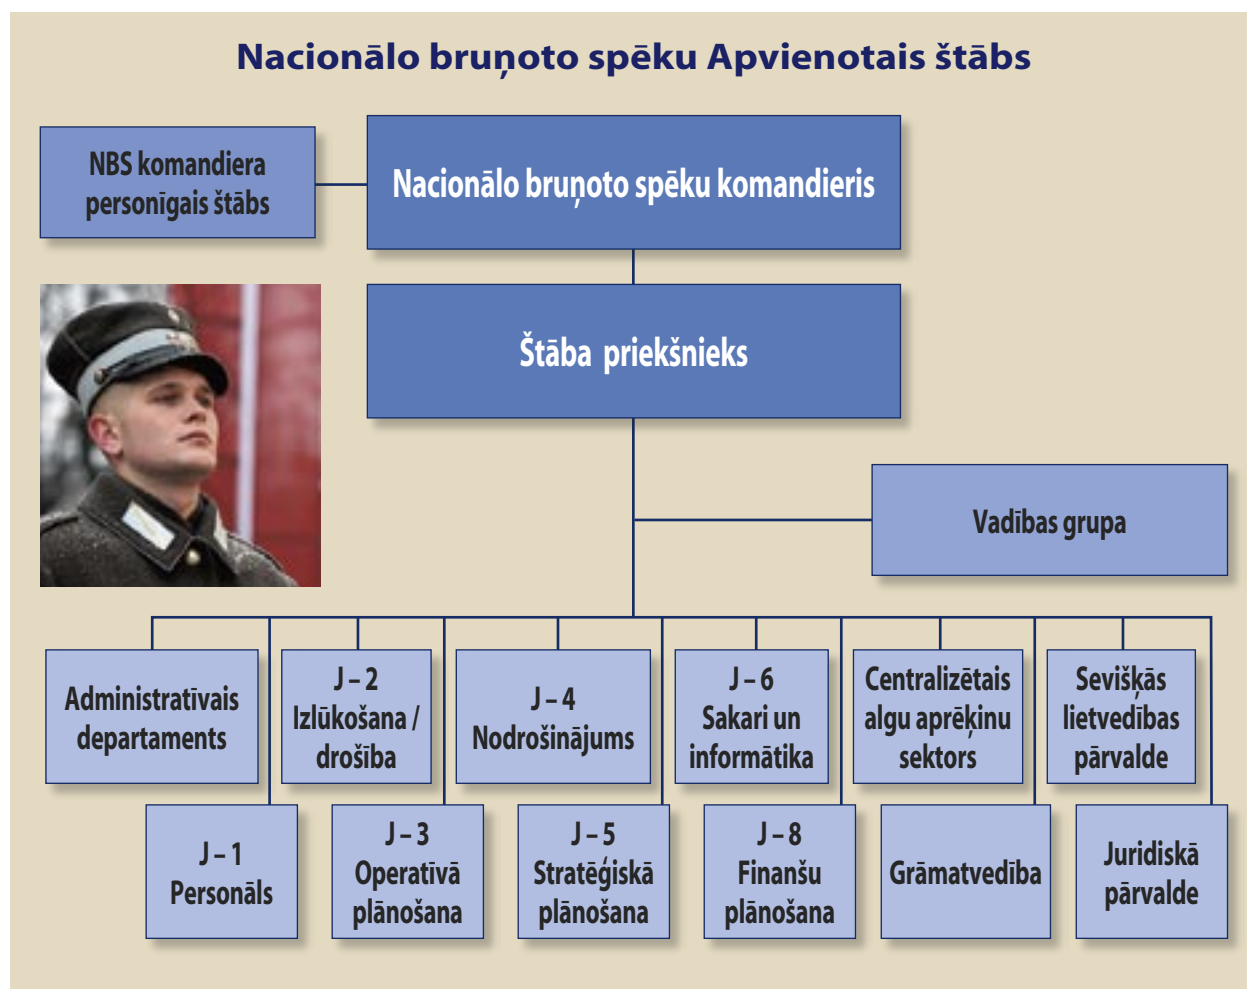 Nacionālo bruņoto spēku Apvienotais štābs
NBS komandiera
personīgais štābs
Nacionālo bruņoto spēku komandieris
Štāba priekšnieks
Vadības grupa
Administratīvais
departaments
J – 2
Izlūkošana /
drošība
J – 4
Nodrošinājums
J – 6
Sakari un
informātika
Centralizētais
algu aprēķinu
sektors
Sevišķās
lietvedības
pārvalde
J – 1
Personāls
J – 3
Operatīvā
plānošana
J – 5
Stratēģiskā
plānošana
J – 8
Finanšu
plānošana
Grāmatvedība
Juridiskā
pārvalde